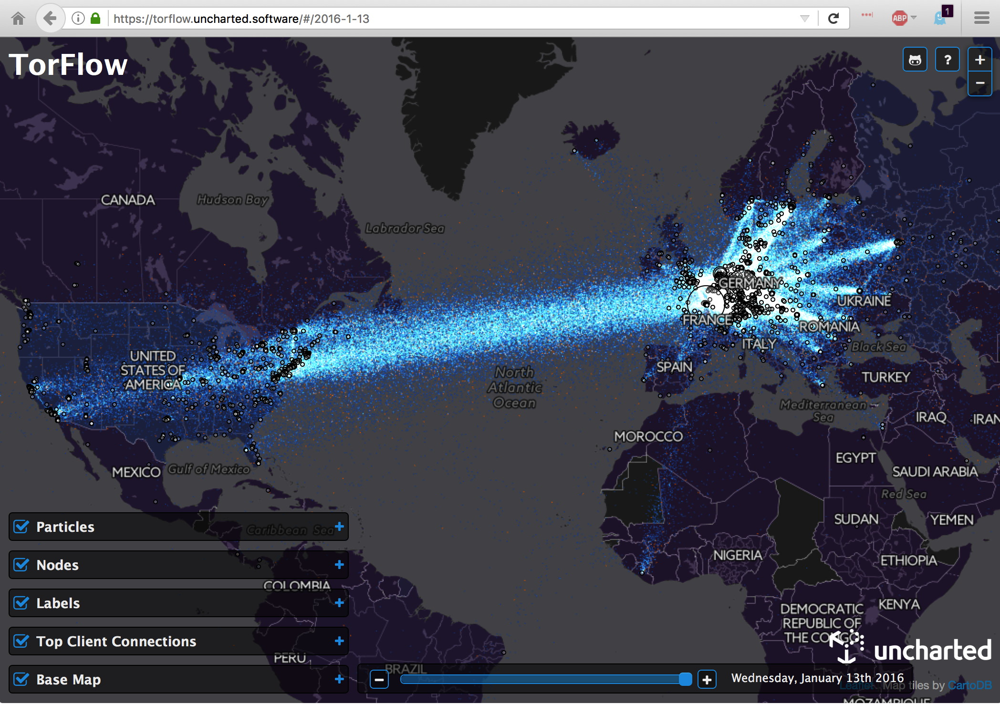 https://torflow.uncharted.software/#/2016-1-13
ABP
1
TorFlow
?
+
−
CANADA
Hudson Bay
Labrador Sea
GERMANY
UKRAINE
FRANCE
ROMANIA
ITALY
Black Sea
UNITED
STATES OF
AMERICA
SPAIN
North
Atlantic
Ocean
TURKEY
Mediterranean
Sea
IRAQ
IRAN
MOROCCO
EGYPT
MEXICO
Gulf of Mexico
SAUDI ARABIA
Red Sea
SUDAN
YEMEN
Particles +
Caribbean Sea
NIGERIA
ETHIOPIA
Nodes +
COLOMBIA
Labels +
KENYA
DEMOCRATIC
REPUBLIC OF
THE CONGO
Top Client Connections +
uncharted
PERU
BRAZIL
Base Map +
− + Wednesday, January 13th 2016
Leaflet Map tiles by CartoDB
MOZAMBIQUE